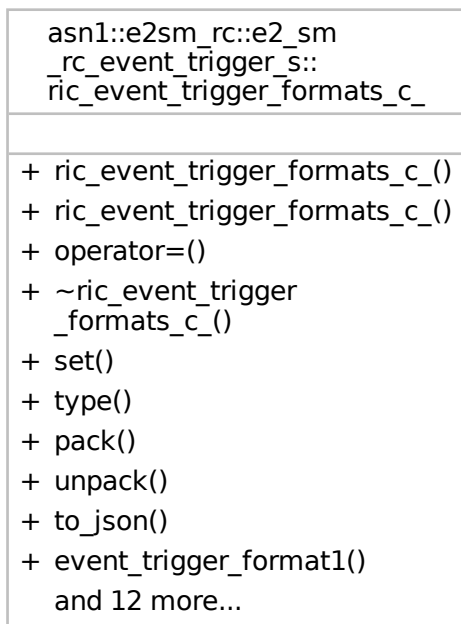 asn1::e2sm_rc::e2_sm
_rc_event_trigger_s::
ric_event_trigger_formats_c_
+ ric_event_trigger_formats_c_()
+ ric_event_trigger_formats_c_()
+ operator=()
+ ~ric_event_trigger
_formats_c_()
+ set()
+ type()
+ pack()
+ unpack()
+ to_json()
+ event_trigger_format1()
and 12 more...